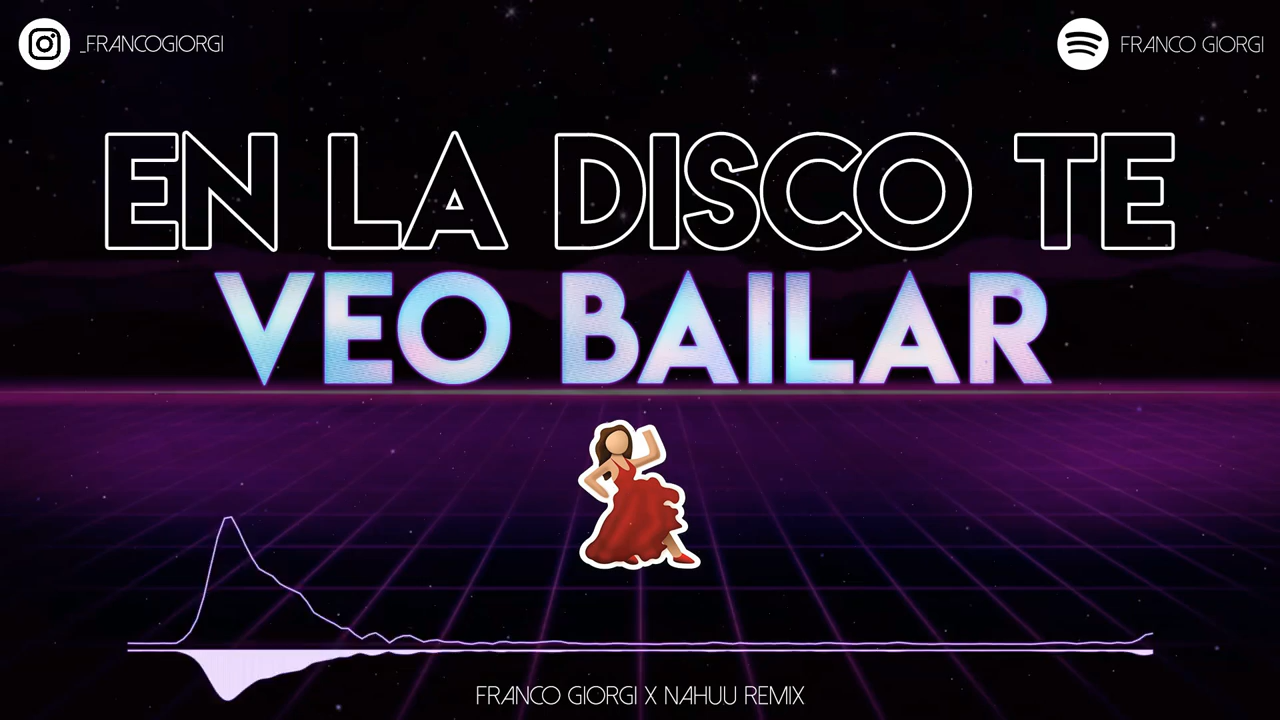 _FRANCOGIORGI
FRANCO GIORGI
EN LA DISCO TE
VEO BAILAR
FRANCO GIORGI X NAHUU REMIX